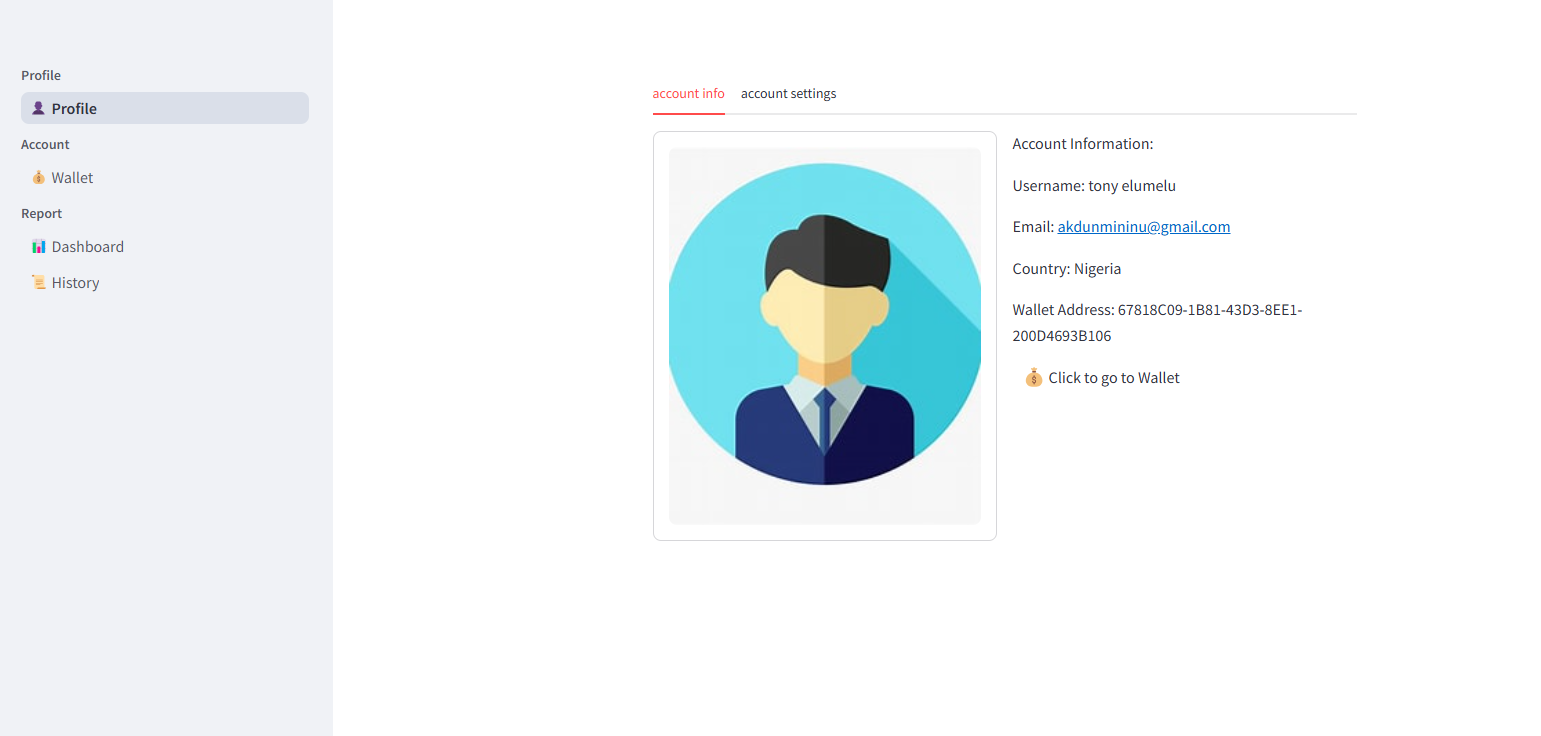 Profile
Profile
Account
Wallet
Report
Dashboard
History
account info
account settings
Account Information:
Username: tony elumelu
Email: akdunmininu@gmail.com
Country: Nigeria
Wallet Address: 67818C09-1B81-43D3-8EE1-
200D4693B106
Click to go to Wallet